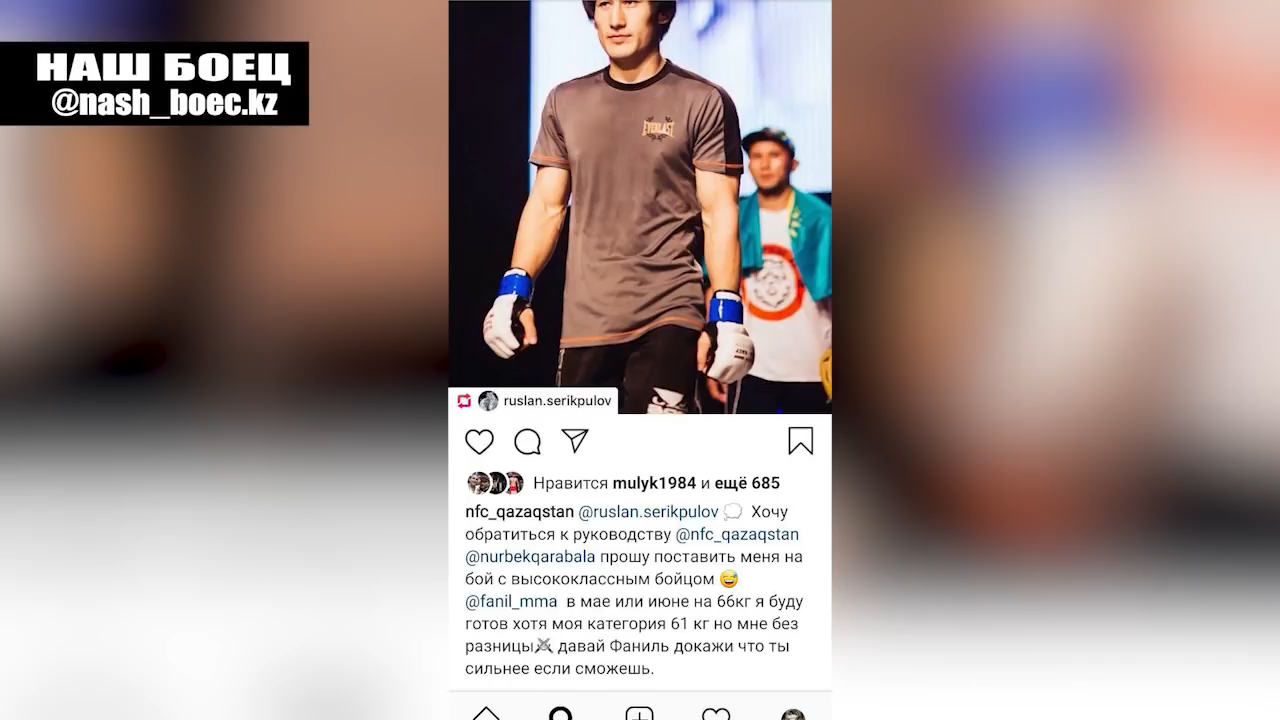 НАШ БОЕЦ
@nash_boec.kz
EVERLAST
ruslan.serikpulov
Нравится mulyk1984 и ещё 685
nfc_qazaqstan @ruslan.serikpulov 💭 Хочу
обратиться к руководству @nfc_qazaqstan
@nurbekqarabala прошу поставить меня на
бой с высококлассным бойцом 😅
@fanil_mma в мае или июне на 66кг я буду
готов хотя моя категория 61 кг но мне без
разницы⚔ давай Фаниль докажи что ты
сильнее если сможешь.